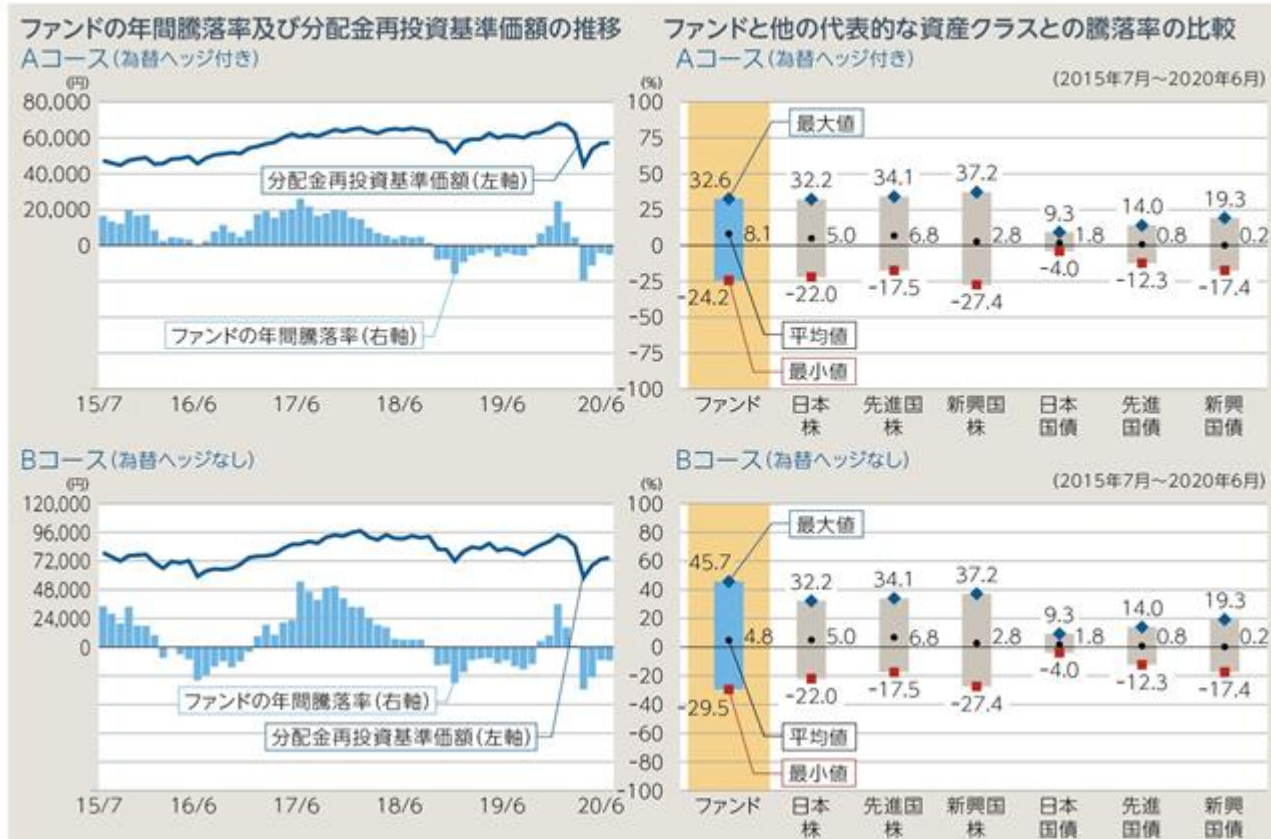 ファンドの年間騰落率及び分配金再投資基準価額の推移
Aコース(為替ヘッジ付き)
(円)
(%)
80,000
60,000
40,000
20,000
0
100
75
50
25
0
-25
-50
-75
-100
分配金再投資基準価額(左軸)
ファンドの年間騰落率(右軸)
15/7 16/6 17/6 18/6 19/6 20/6
ファンドと他の代表的な資産クラスとの騰落率の比較
Aコース(為替ヘッジ付き)
(2015年7月～2020年6月)
最大値
32.6 32.2 34.1 37.2 9.3 14.0 19.3
8.1 5.0 6.8 2.8 1.8 0.8 0.2
-24.2 -22.0 -17.5 -27.4 -4.0 -12.3 -17.4
平均値
最小値
ファンド 日本株 先進国株 新興国株 日本国債 先進国債 新興国債
Bコース(為替ヘッジなし)
(円)
(%)
120,000
96,000
72,000
48,000
24,000
0
100
80
60
40
20
0
-20
-40
-60
-80
-100
ファンドの年間騰落率(右軸)
分配金再投資基準価額(左軸)
15/7 16/6 17/6 18/6 19/6 20/6
Bコース(為替ヘッジなし)
(2015年7月～2020年6月)
最大値
45.7 32.2 34.1 37.2 9.3 14.0 19.3
4.8 5.0 6.8 2.8 1.8 0.8 0.2
-29.5 -22.0 -17.5 -27.4 -4.0 -12.3 -17.4
平均値
最小値
ファンド 日本株 先進国株 新興国株 日本国債 先進国債 新興国債